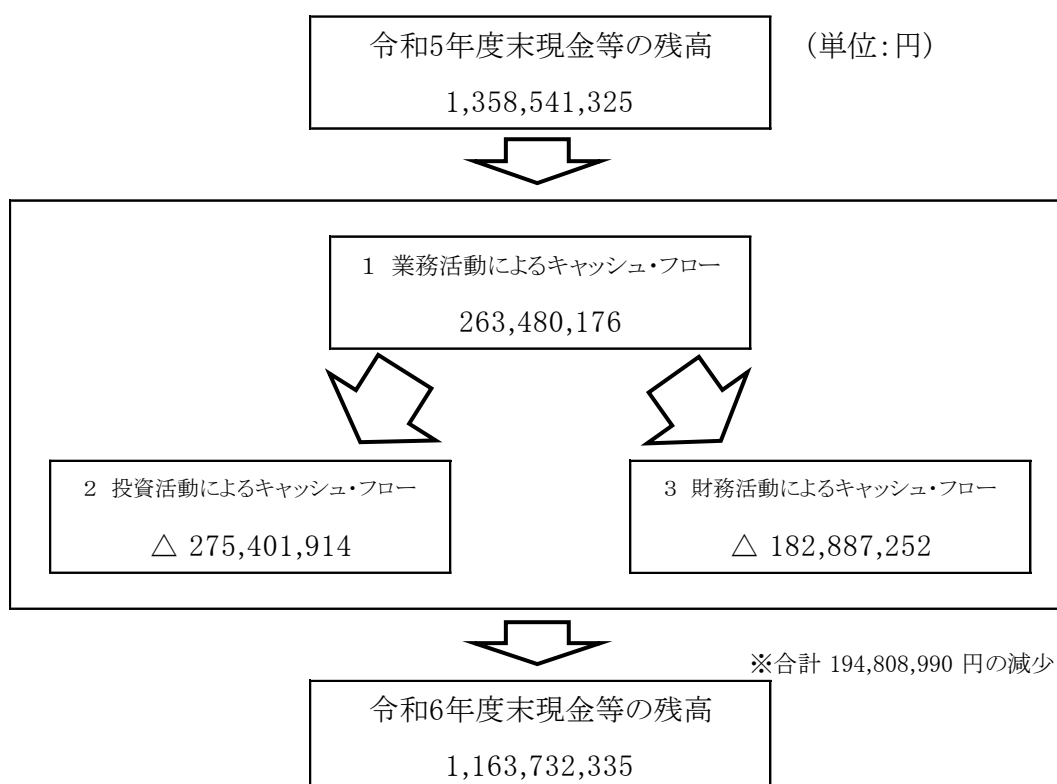 令和5年度末現金等の残高
(単位:円)
1,358,541,325
1 業務活動によるキャッシュ・フロー
263,480,176
2 投資活動によるキャッシュ・フロー
△ 275,401,914
3 財務活動によるキャッシュ・フロー
△ 182,887,252
※合計 194,808,990 円の減少
令和6年度末現金等の残高
1,163,732,335